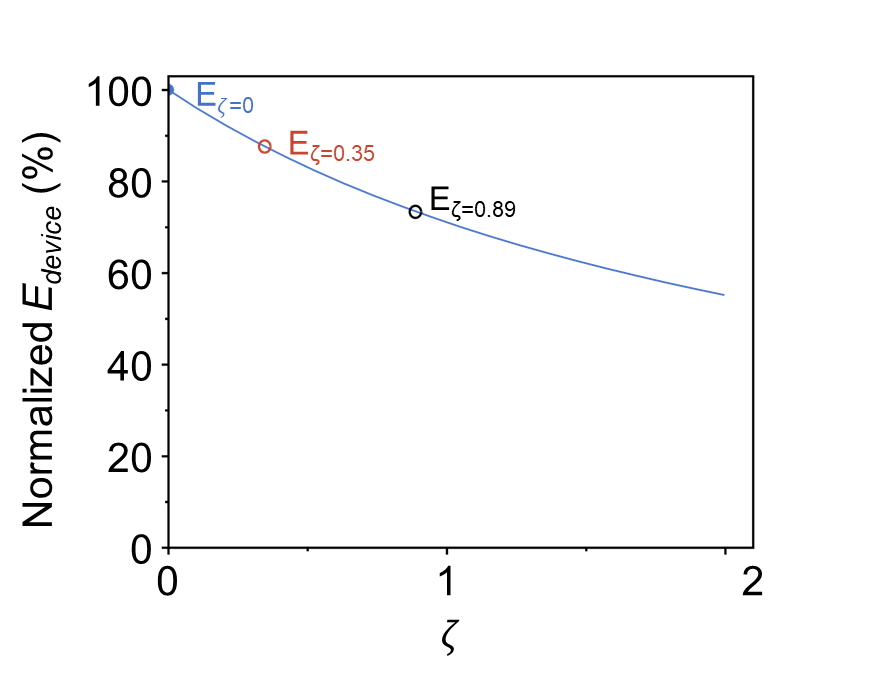 100
80
60
40
20
0
Normalized E_device (%)
E_ζ=0
E_ζ=0.35
E_ζ=0.89
0 1 2
ζ